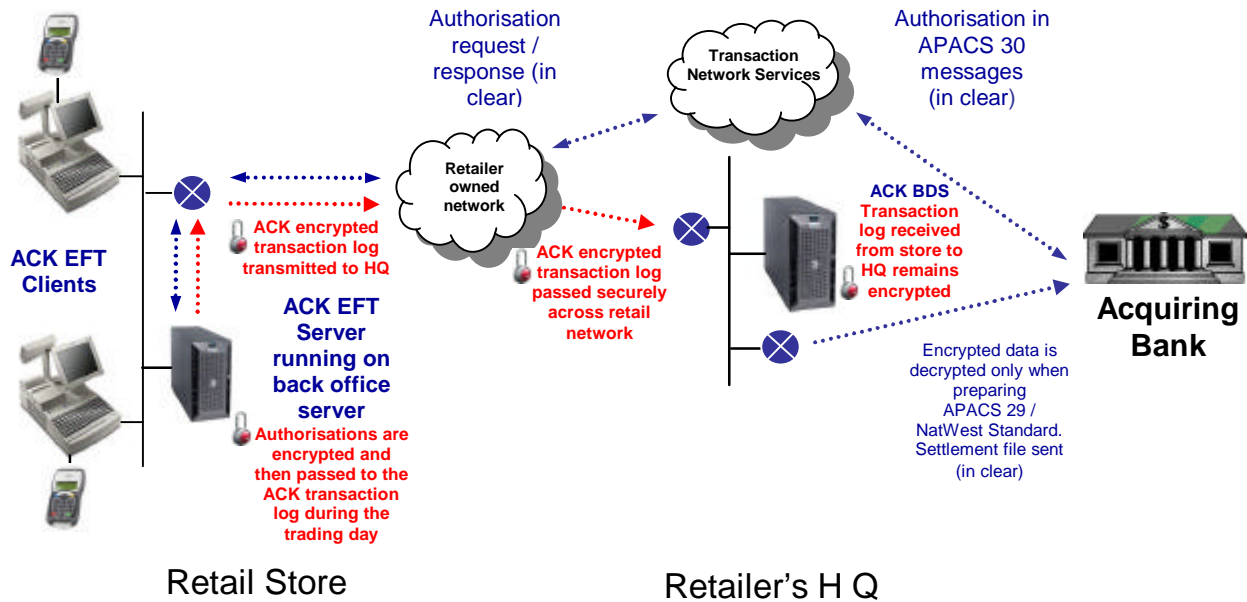 Authorisation
request /
response (in
clear)
Transaction
Network Services
Authorisation in
APACS 30
messages
(in clear)
Retailer
owned
network
ACK EFT
Clients
ACK encrypted
transaction log
transmitted to HQ
ACK EFT
Server
running on
back office
server
Authorisations are
encrypted and
then passed to the
ACK transaction
log during the
trading day
ACK encrypted
transaction log
passed securely
across retail
network
ACK BDS
Transaction
log received
from store to
HQ remains
encrypted
$
Acquiring
Bank
Encrypted data is
decrypted only when
preparing
APACS 29 /
NatWest Standard.
Settlement file sent
(in clear)
Retail Store
Retailer's H Q